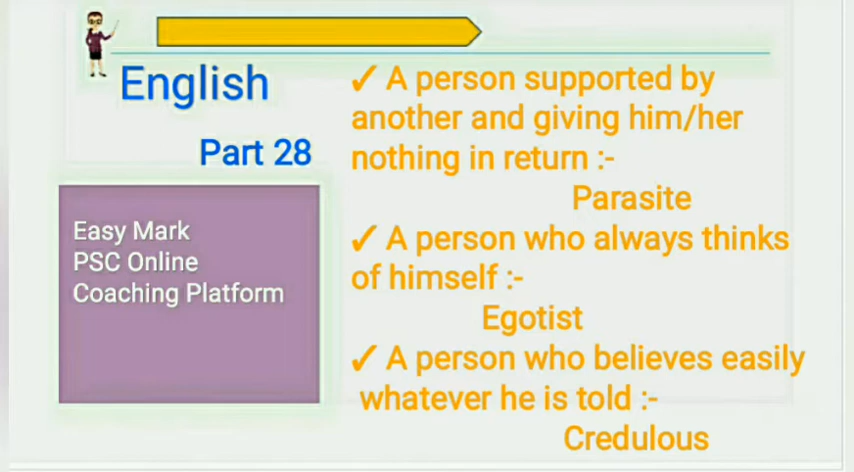 English
Part 28
Easy Mark
PSC Online
Coaching Platform
✓ A person supported by
another and giving him/her
nothing in return :-
Parasite
✓ A person who always thinks
of himself :-
Egotist
✓ A person who believes easily
whatever he is told :-
Credulous